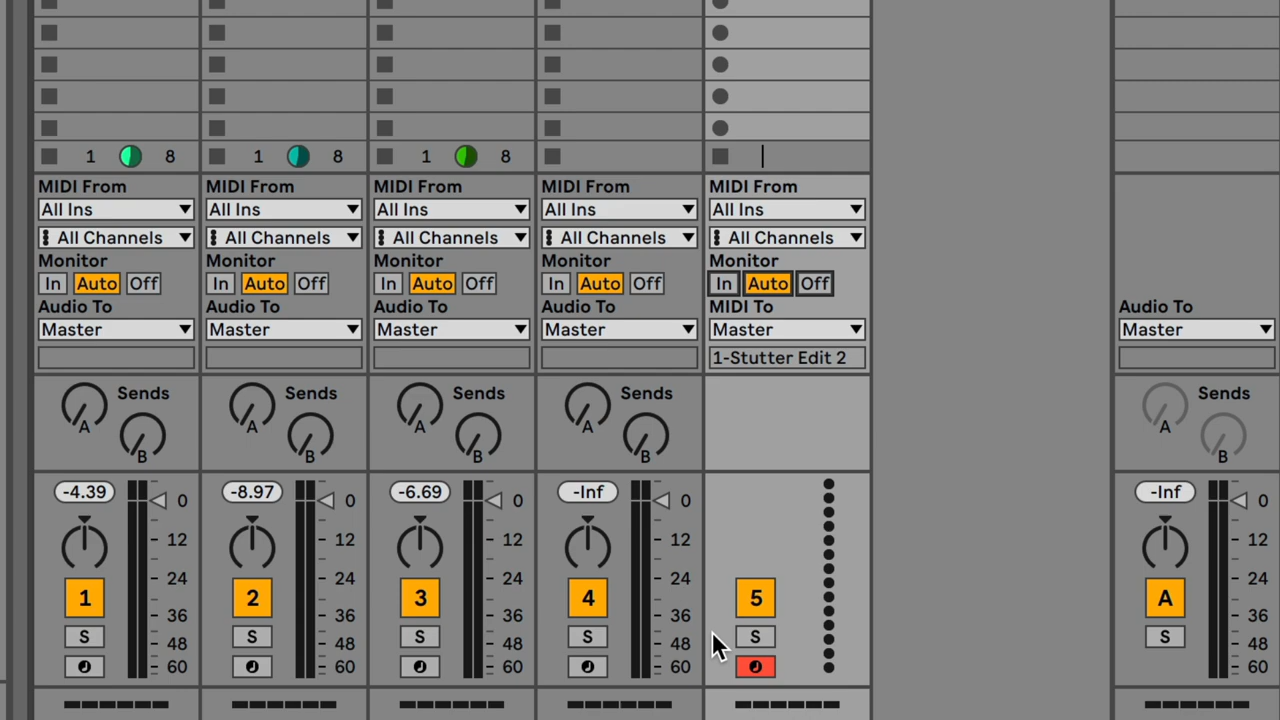 1 8 1 8 1 8
MIDI From MIDI From MIDI From MIDI From MIDI From
All Ins All Ins All Ins All Ins All Ins
All Channels All Channels All Channels All Channels All Channels
Monitor Monitor Monitor Monitor Monitor
In Auto Off In Auto Off In Auto Off In Auto Off In Auto Off
Audio To Audio To Audio To Audio To MIDI To Audio To
Master Master Master Master Master Master
1-Stutter Edit 2
Sends Sends Sends Sends Sends
A A A A A
B B B B B
-4.39 0 -8.97 0 -6.69 0 -Inf 0 -Inf 0
12 12 12 12 12
24 24 24 24 24
1 2 3 4 5 A
36 36 36 36 36
S 48 S 48 S 48 S 48 S S 48
60 60 60 60 60